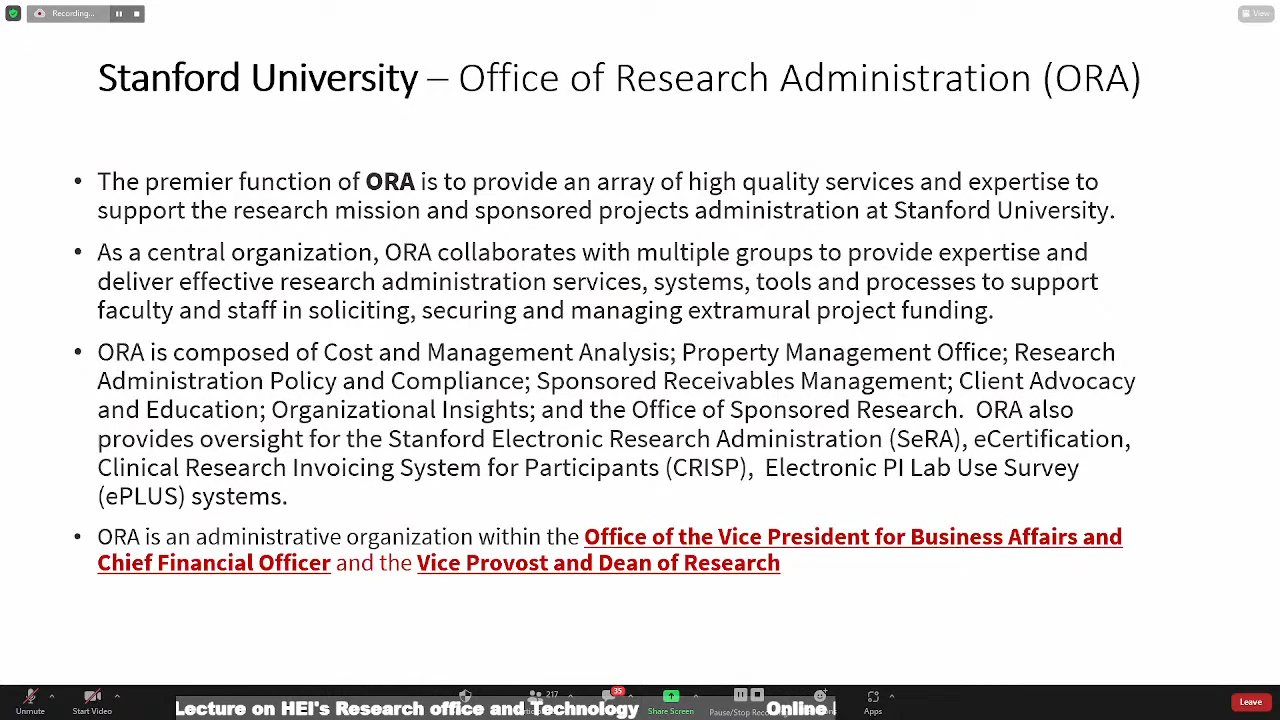 Recording...
View
Stanford University – Office of Research Administration (ORA)
• The premier function of ORA is to provide an array of high quality services and expertise to
support the research mission and sponsored projects administration at Stanford University.
• As a central organization, ORA collaborates with multiple groups to provide expertise and
deliver effective research administration services, systems, tools and processes to support
faculty and staff in soliciting, securing and managing extramural project funding.
• ORA is composed of Cost and Management Analysis; Property Management Office; Research
Administration Policy and Compliance; Sponsored Receivables Management; Client Advocacy
and Education; Organizational Insights; and the Office of Sponsored Research.  ORA also
provides oversight for the Stanford Electronic Research Administration (SeRA), eCertification,
Clinical Research Invoicing System for Participants (CRISP),  Electronic PI Lab Use Survey
(ePLUS) systems.
• ORA is an administrative organization within the Office of the Vice President for Business Affairs and
Chief Financial Officer and the Vice Provost and Dean of Research
217 35
Unmute Start Video Share Screen Apps Leave
Lecture on HEI's Research office and Technology Online